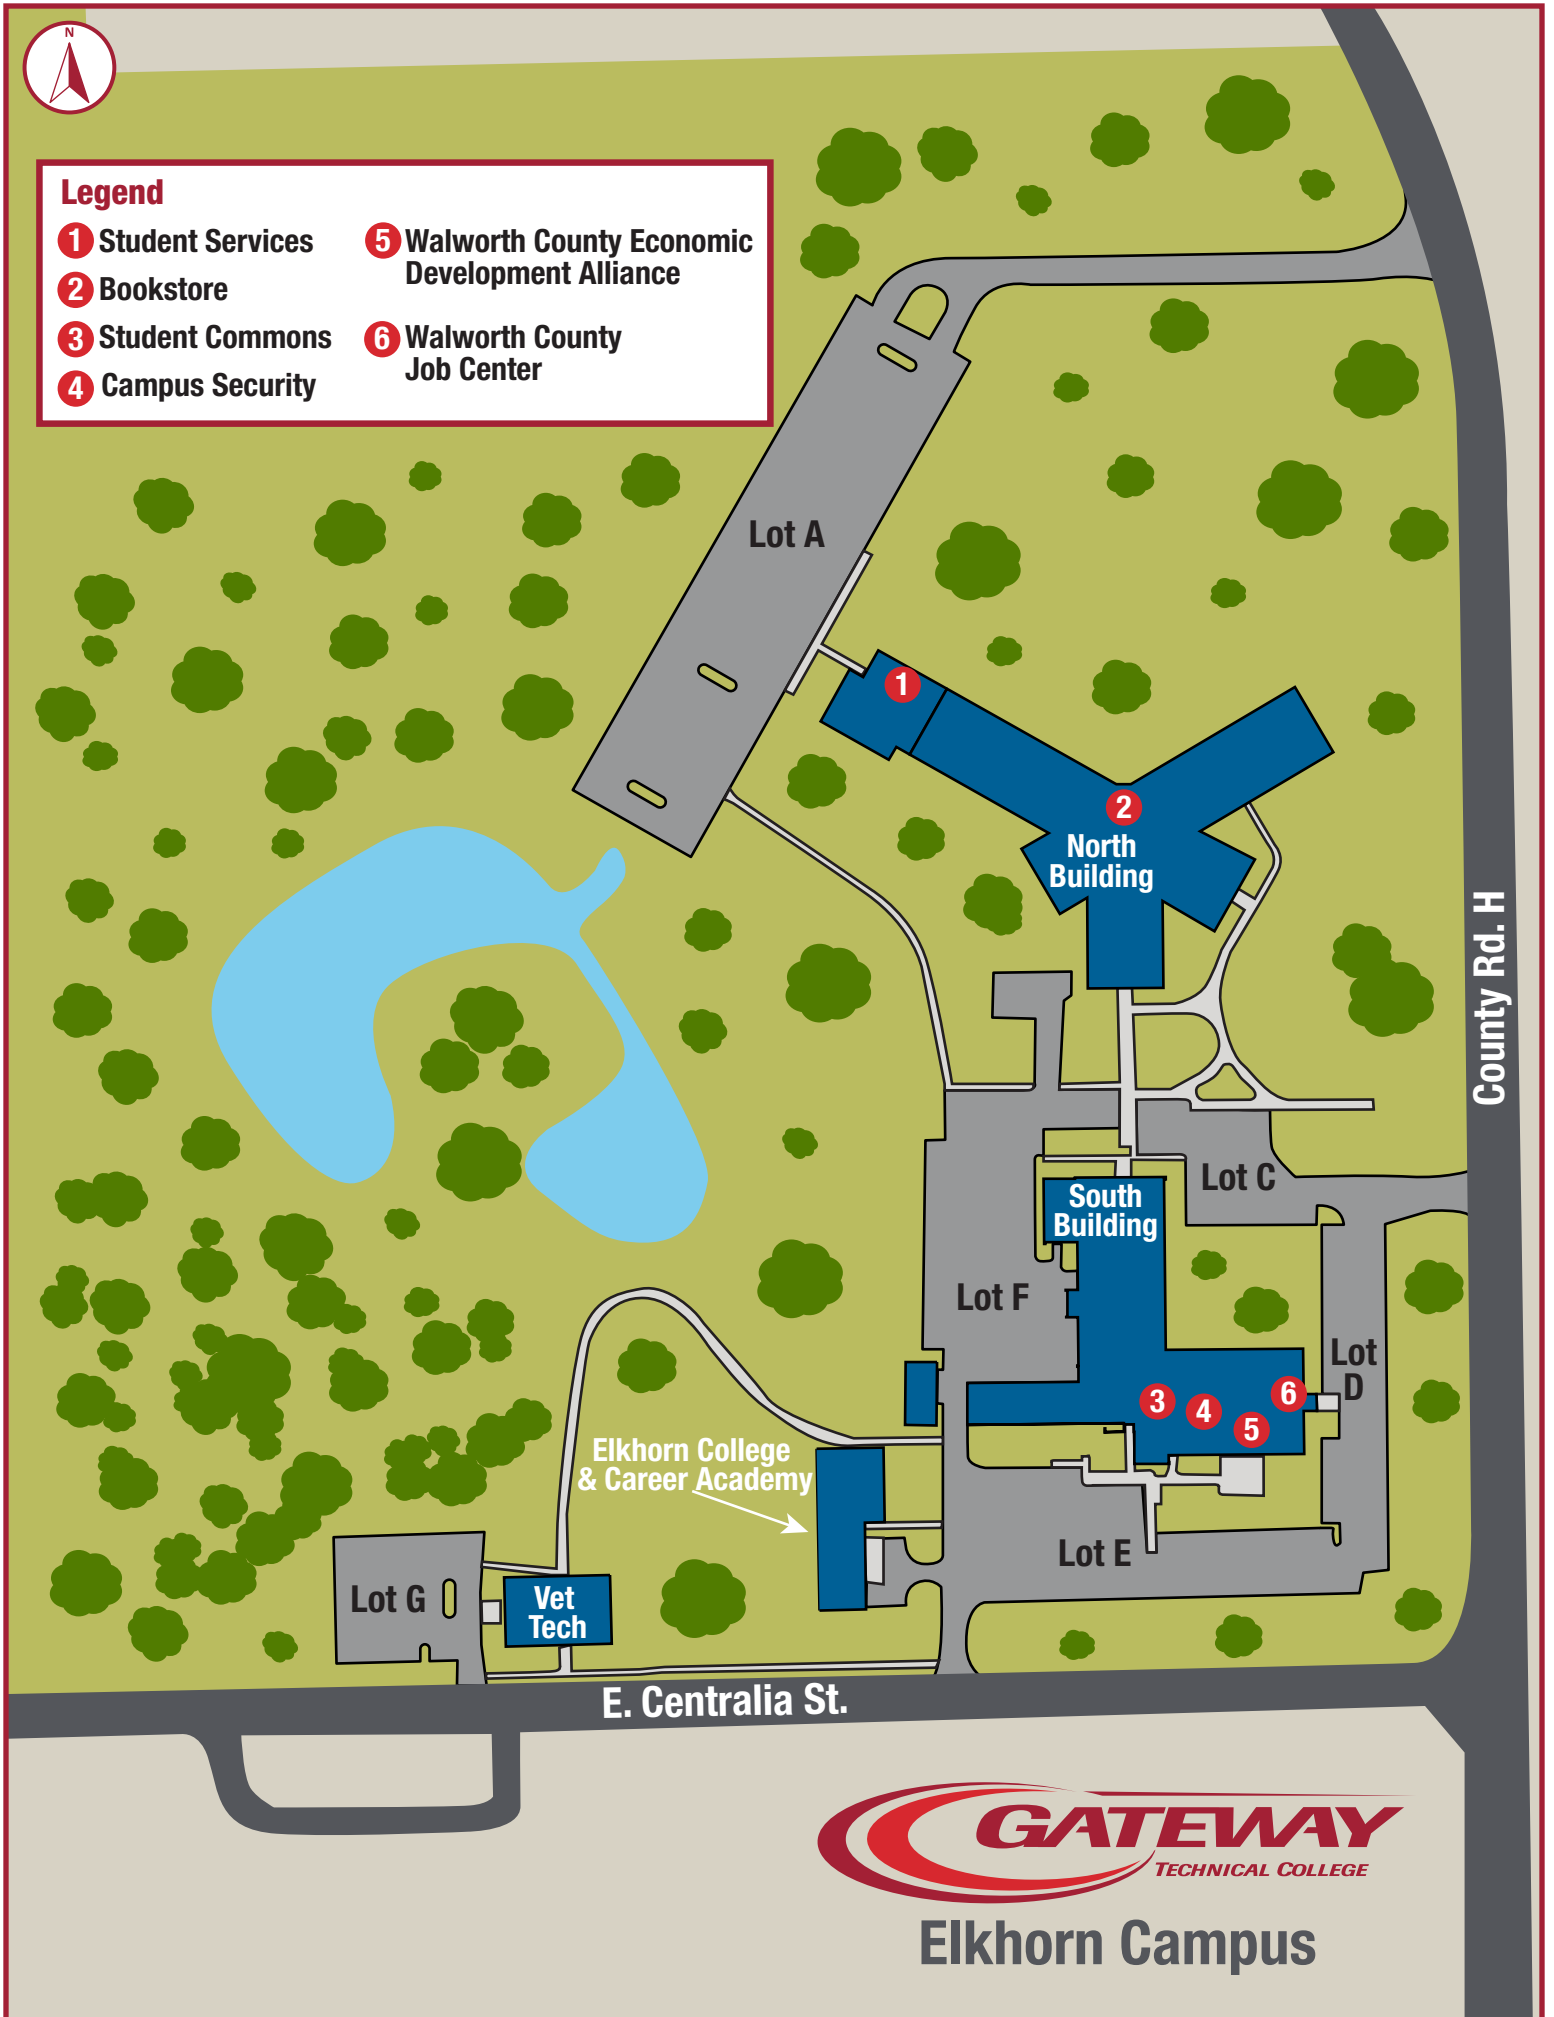 N
Legend
1 Student Services
2 Bookstore
3 Student Commons
4 Campus Security
5 Walworth County Economic
Development Alliance
6 Walworth County
Job Center
Lot A
1
2
North
Building
County Rd. H
Lot C
South
Building
Lot F
Lot
D
3
4
5
6
Elkhorn College
& Career Academy
Lot E
Lot G
Vet
Tech
E. Centralia St.
GATEWAY
TECHNICAL COLLEGE
Elkhorn Campus